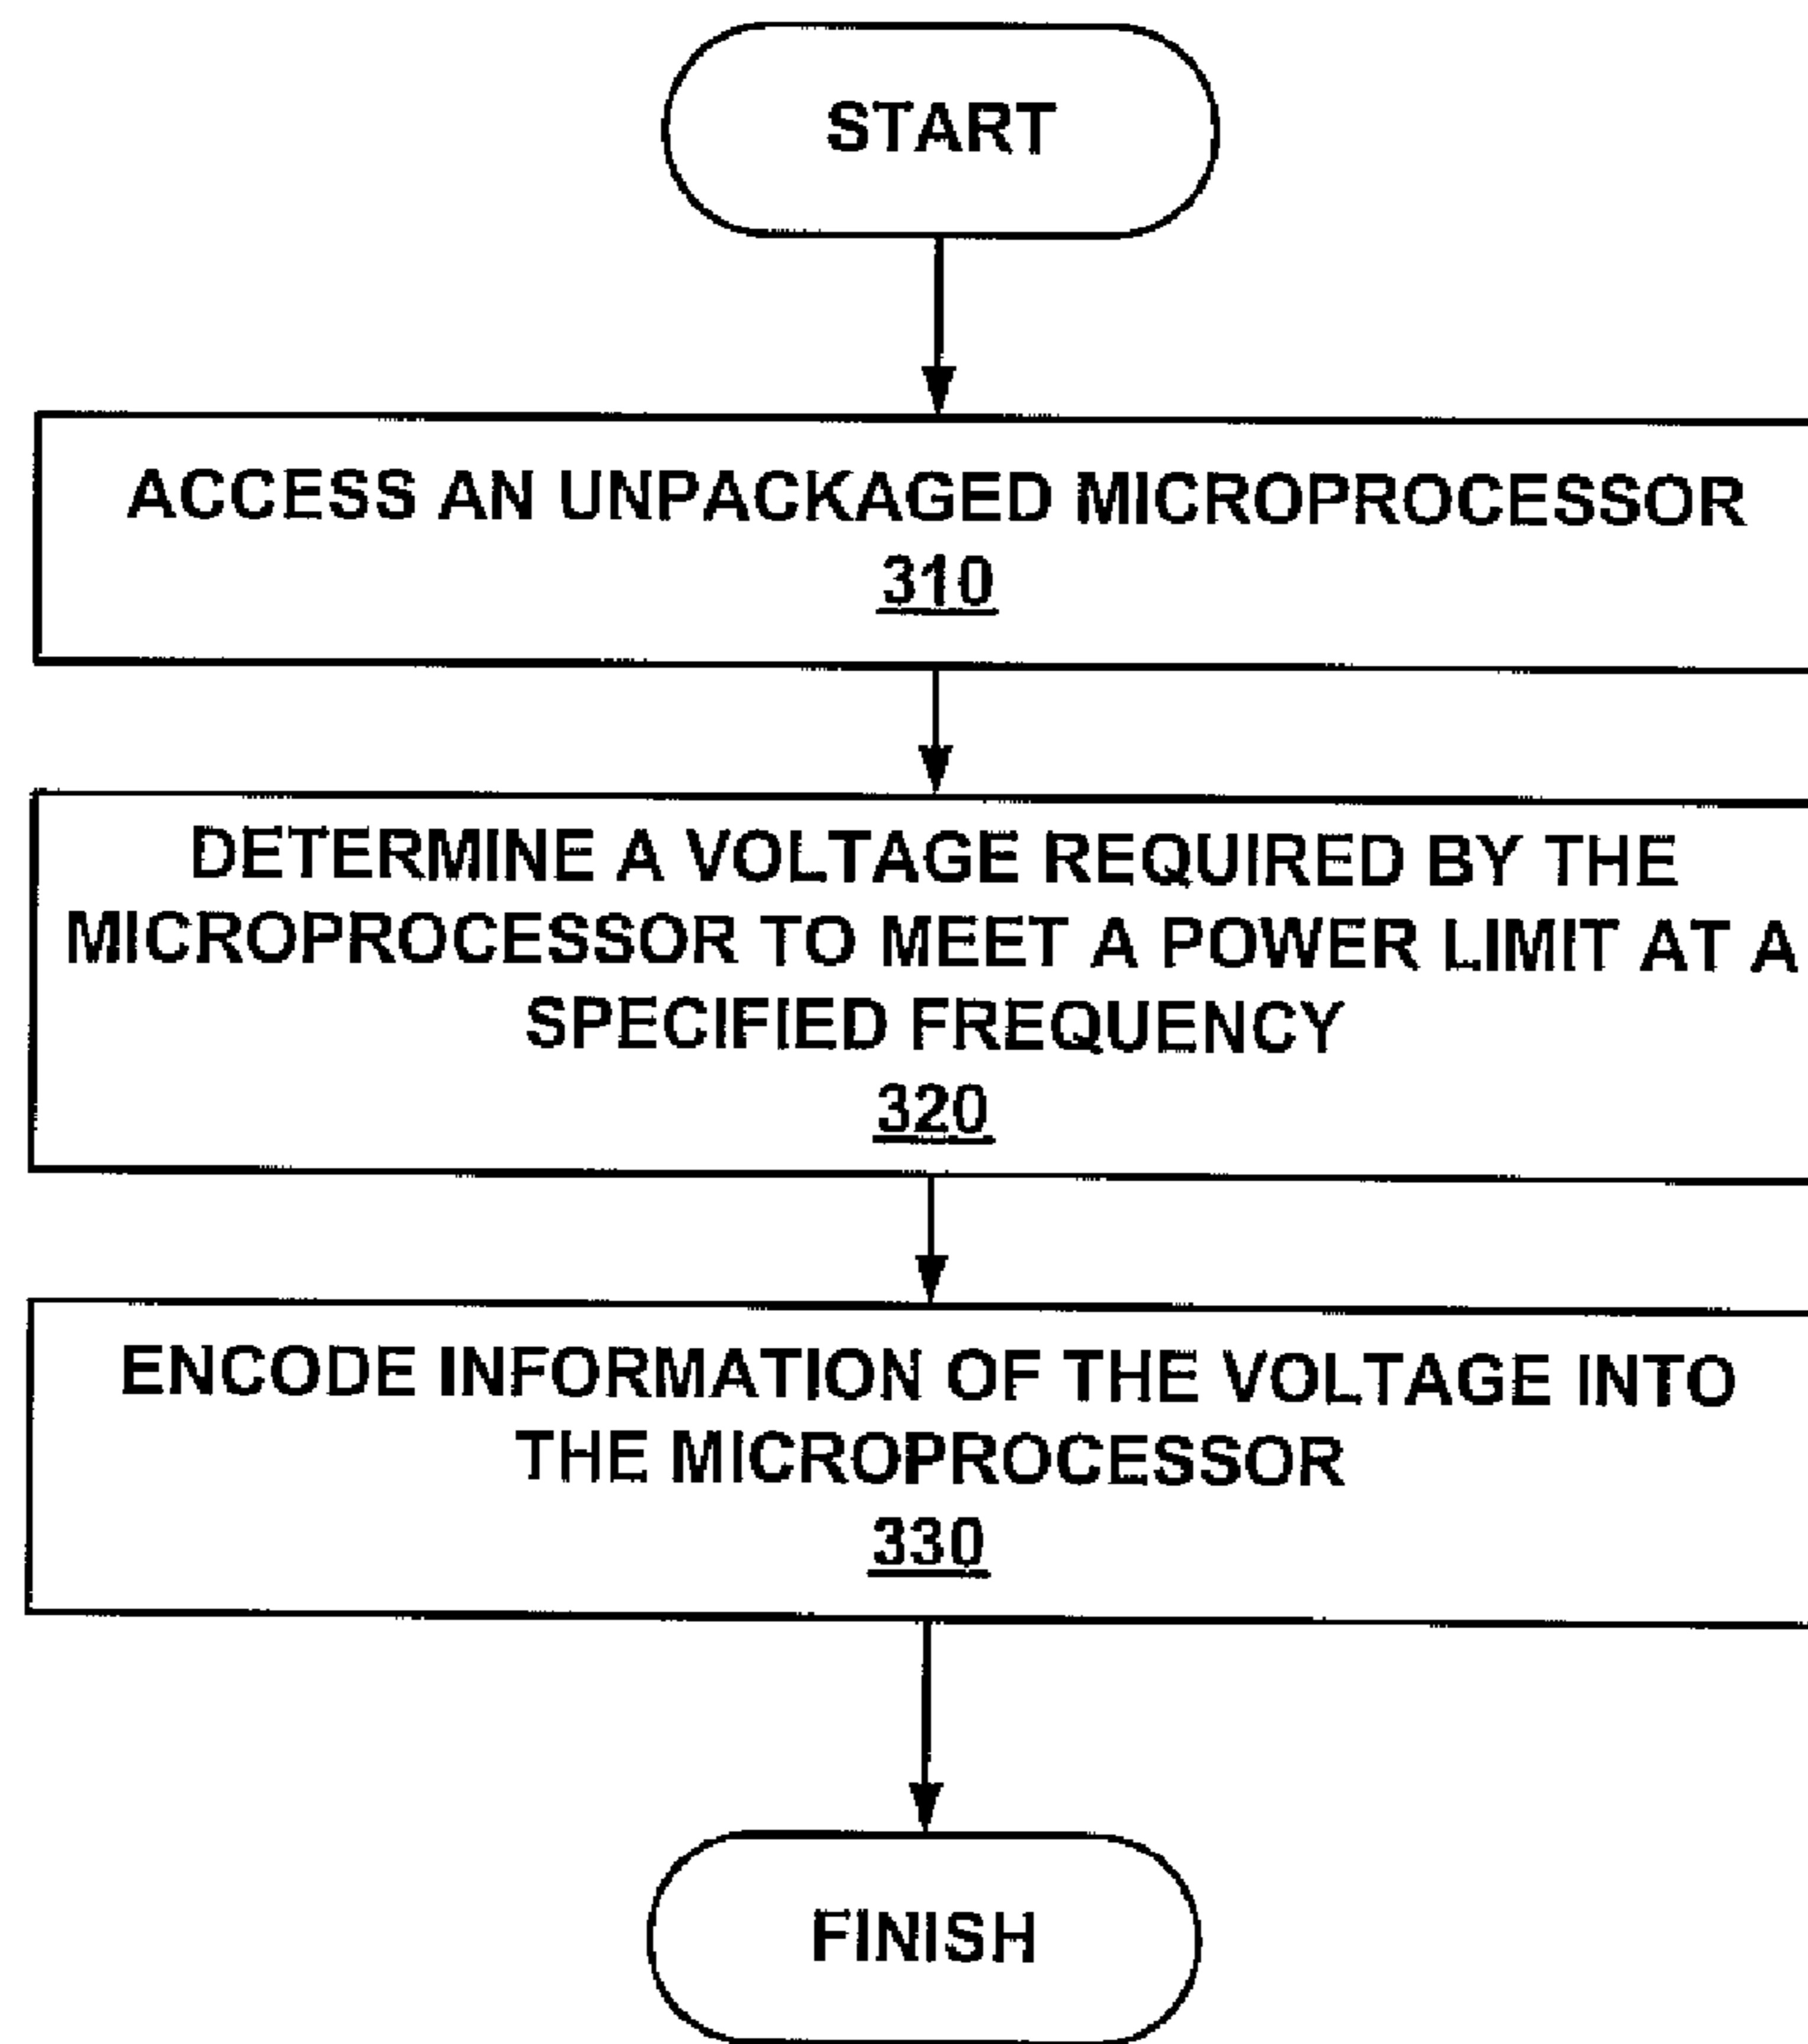 START
ACCESS AN UNPACKAGED MICROPROCESSOR
310
DETERMINE A VOLTAGE REQUIRED BY THE
MICROPROCESSOR TO MEET A POWER LIMIT AT A
SPECIFIED FREQUENCY
320
ENCODE INFORMATION OF THE VOLTAGE INTO
THE MICROPROCESSOR
330
FINISH